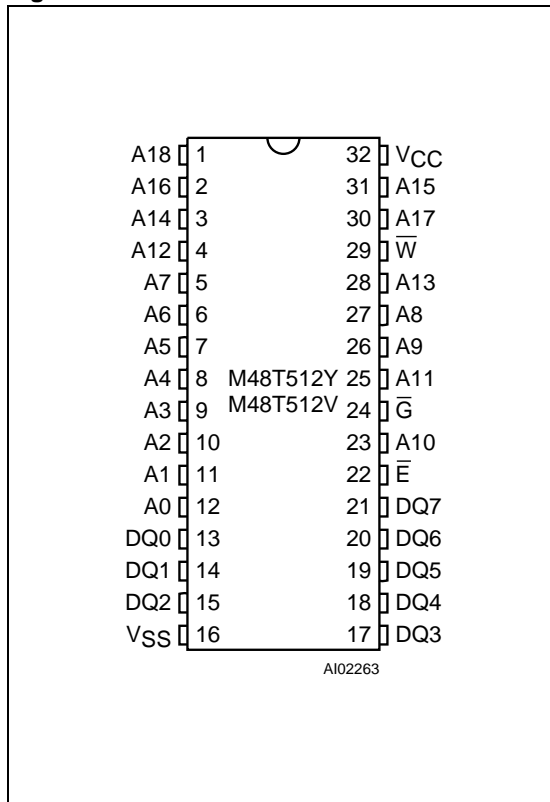 A18 1 32 VCC
A16 2 31 A15
A14 3 30 A17
A12 4 29 W̅
A7 5 28 A13
A6 6 27 A8
A5 7 26 A9
A4 8 M48T512Y 25 A11
A3 9 M48T512V 24 G̅
A2 10 23 A10
A1 11 22 E̅
A0 12 21 DQ7
DQ0 13 20 DQ6
DQ1 14 19 DQ5
DQ2 15 18 DQ4
VSS 16 17 DQ3
AI02263